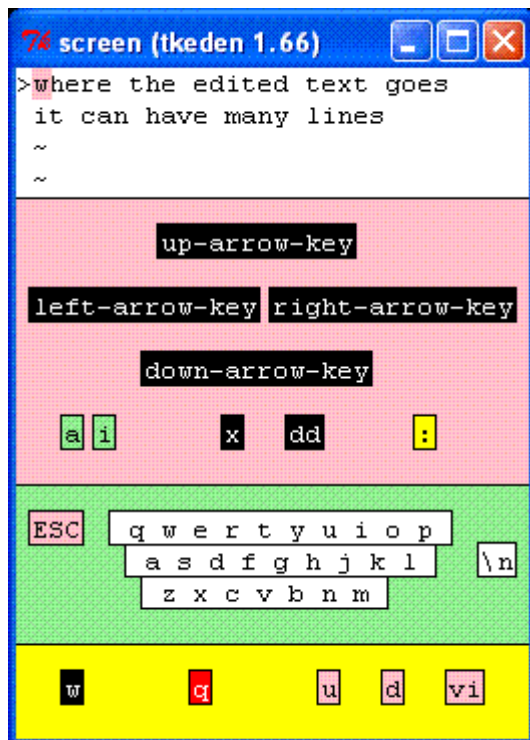 screen (tkeden 1.66)
>where the edited text goes
it can have many lines
~
~
up-arrow-key
left-arrow-key right-arrow-key
down-arrow-key
a i x dd :
ESC q w e r t y u i o p
a s d f g h j k l \n
z x c v b n m
w q u d vi